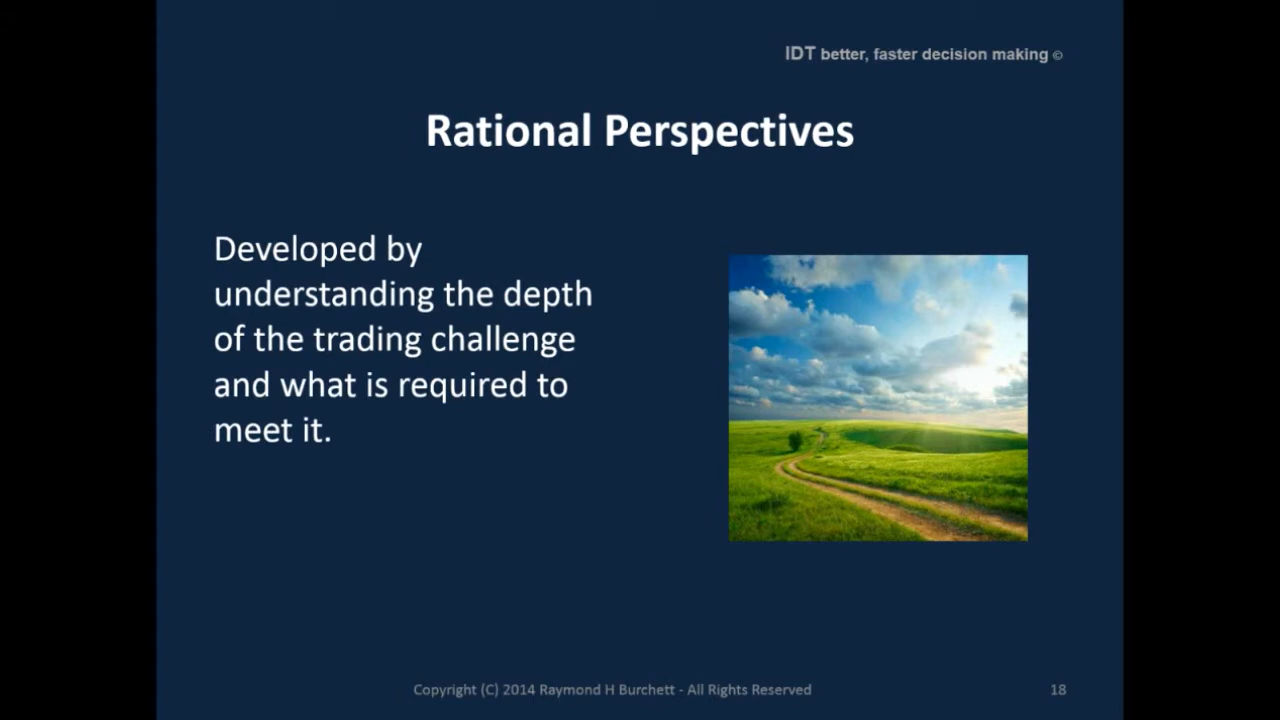 IDT better, faster decision making ©
Rational Perspectives
Developed by
understanding the depth
of the trading challenge
and what is required to
meet it.
Copyright (C) 2014 Raymond H Burchett - All Rights Reserved
18